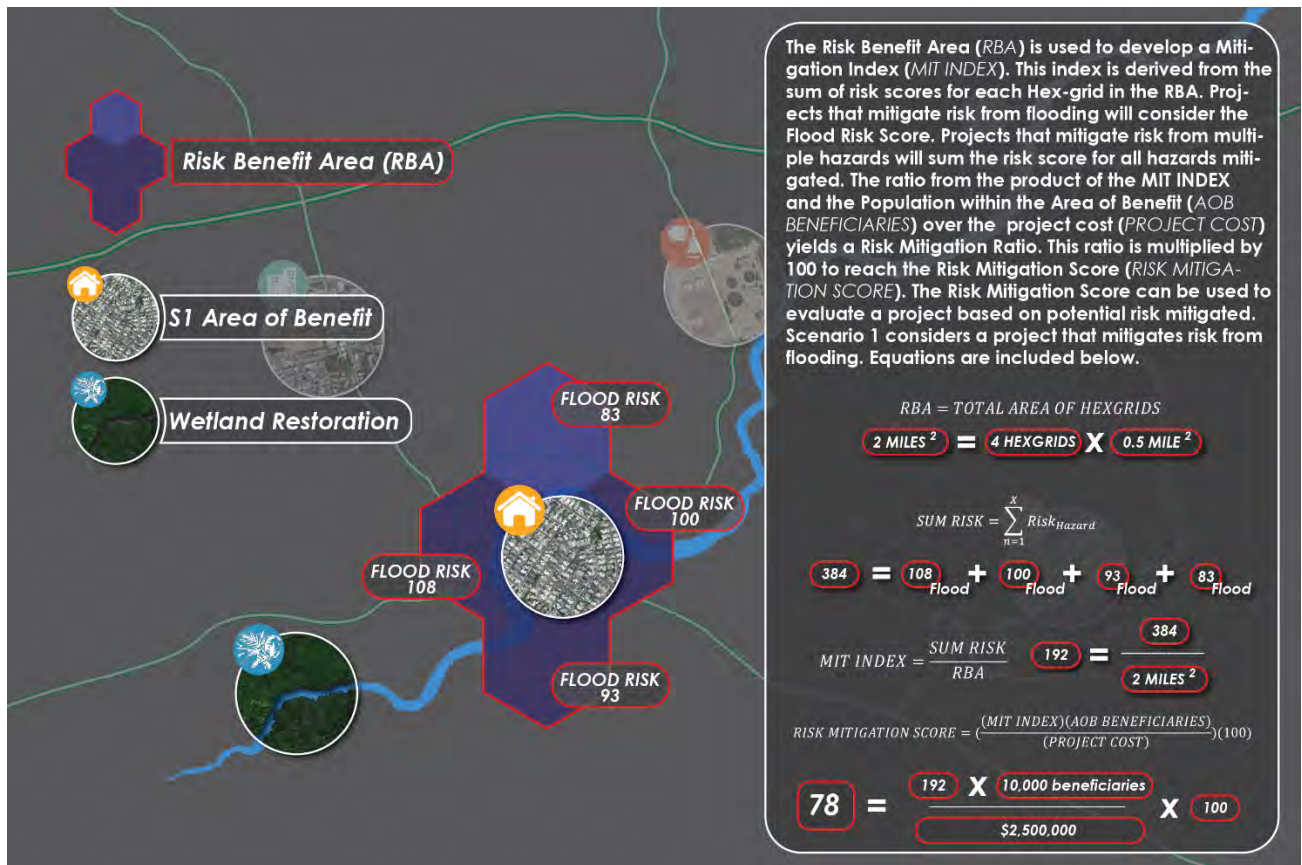 Risk Benefit Area (RBA)
S1 Area of Benefit
Wetland Restoration
FLOOD RISK
83
FLOOD RISK
100
FLOOD RISK
108
FLOOD RISK
93
The Risk Benefit Area (RBA) is used to develop a Miti-
gation Index (MIT INDEX). This index is derived from the
sum of risk scores for each Hex-grid in the RBA. Proj-
ects that mitigate risk from flooding will consider the
Flood Risk Score. Projects that mitigate risk from multi-
ple hazards will sum the risk score for all hazards miti-
gated. The ratio from the product of the MIT INDEX
and the Population within the Area of Benefit (AOB
BENEFICIARIES) over the project cost (PROJECT COST)
yields a Risk Mitigation Ratio. This ratio is multiplied by
100 to reach the Risk Mitigation Score (RISK MITIGA-
TION SCORE). The Risk Mitigation Score can be used to
evaluate a project based on potential risk mitigated.
Scenario 1 considers a project that mitigates risk from
flooding. Equations are included below.
RBA = TOTAL AREA OF HEXGRIDS
2 MILES ² = 4 HEXGRIDS X 0.5 MILE ²
X
SUM RISK = ∑ Risk Hazard
n=1
384 = 108 Flood + 100 Flood + 93 Flood + 83 Flood
MIT INDEX = SUM RISK / RBA 192 = 384 / 2 MILES ²
RISK MITIGATION SCORE = ((MIT INDEX)(AOB BENEFICIARIES) / (PROJECT COST))(100)
78 = 192 X 10,000 beneficiaries / $2,500,000 X 100